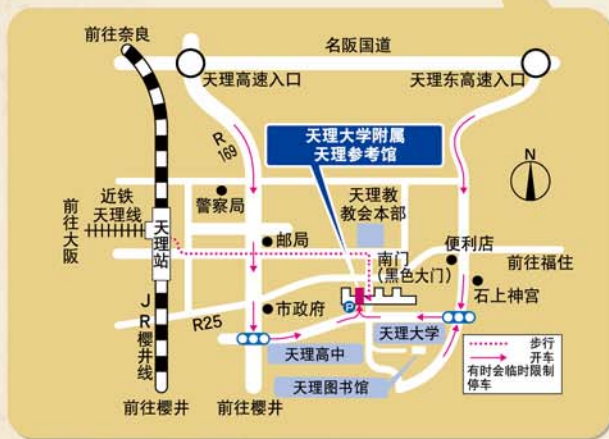 前往奈良
名阪国道
天理高速入口
天理东高速入口
R
169
天理大学附属
天理参考馆
N
近铁
天理线
前往大阪
天理站
警察局
天理教
教会本部
邮局
南门
(黑色大门)
便利店
前往福住
石上神宫
P
市政府
R25
JR樱井线
天理大学
天理高中
天理图书馆
步行
开车
有时会临时限制
停车
前往樱井
前往樱井